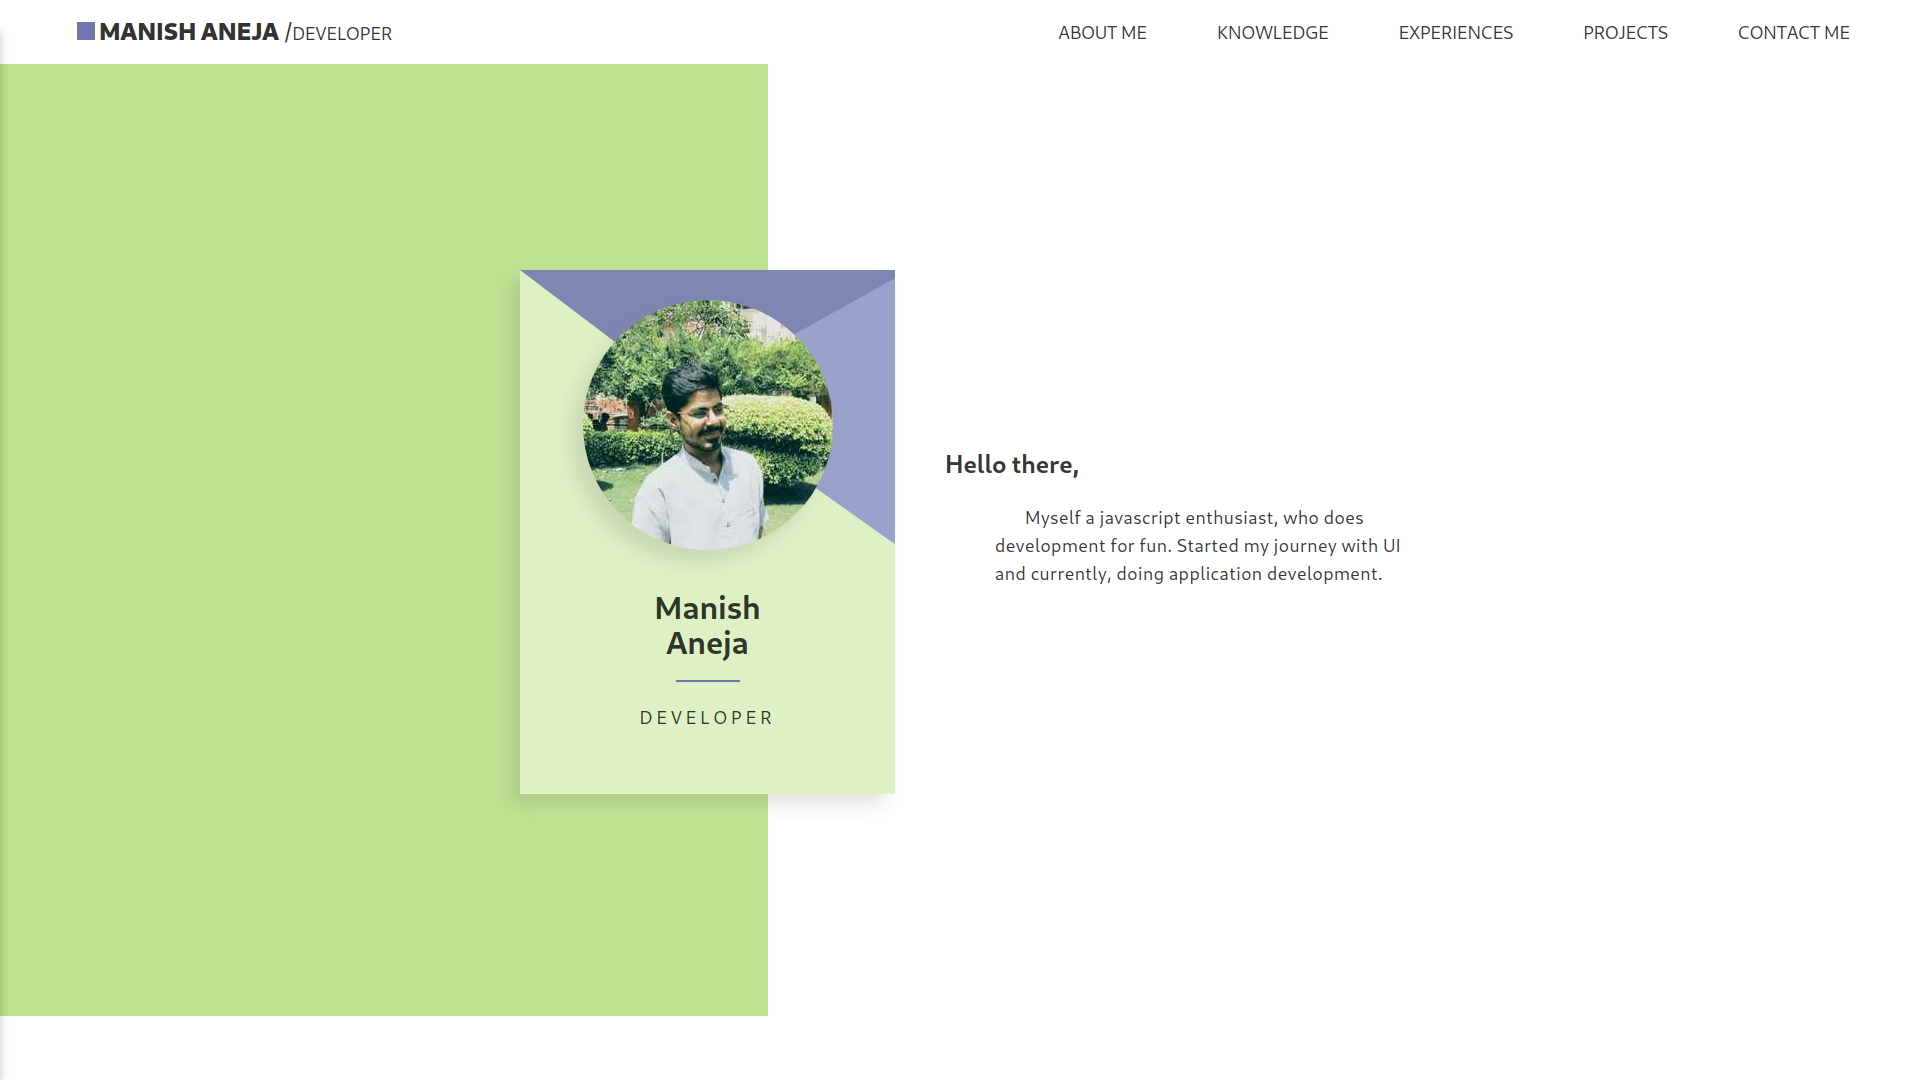 MANISH ANEJA /DEVELOPER
ABOUT ME
KNOWLEDGE
EXPERIENCES
PROJECTS
CONTACT ME
Manish
Aneja
DEVELOPER
Hello there,
Myself a javascript enthusiast, who does
development for fun. Started my journey with UI
and currently, doing application development.